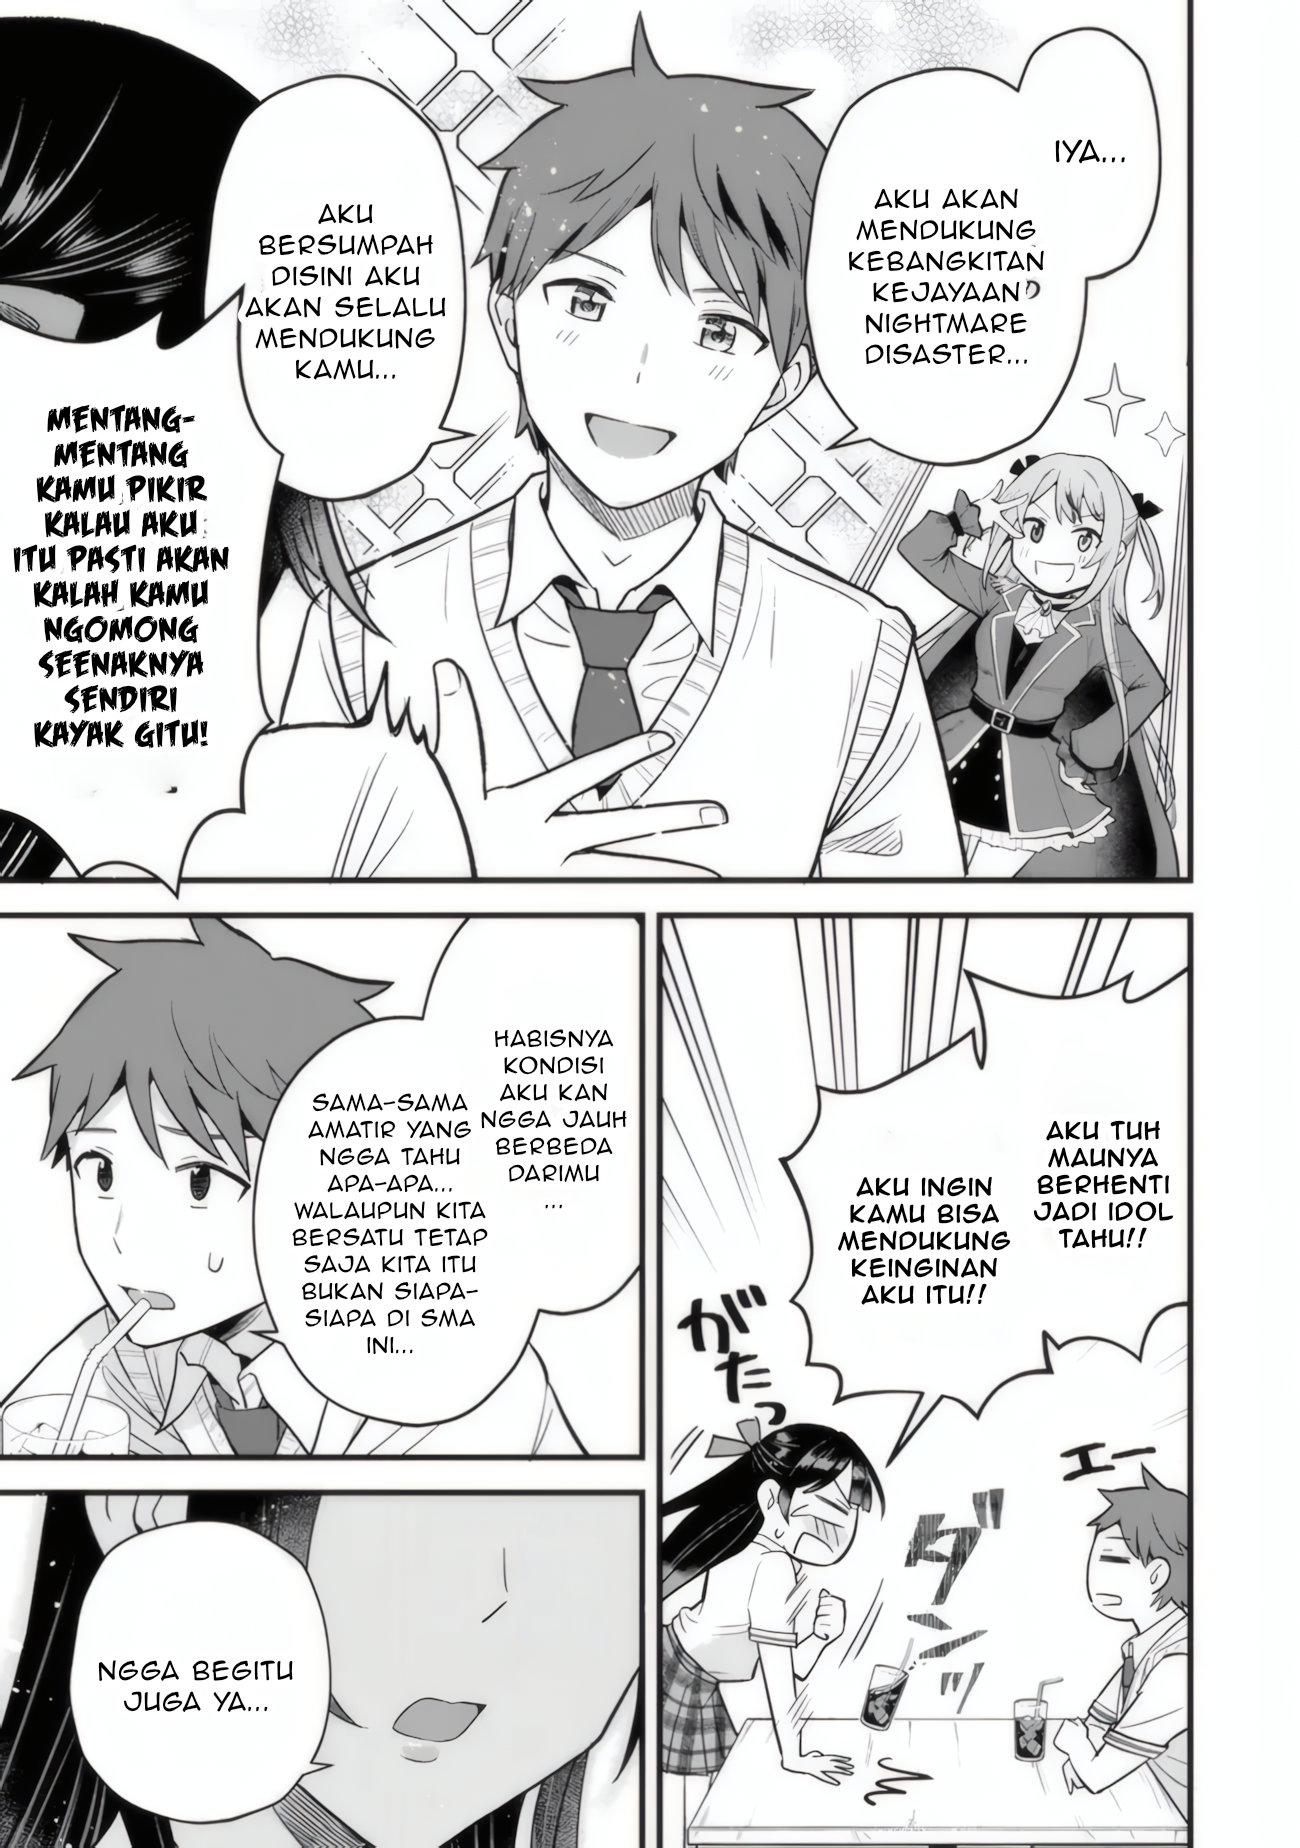 IYA...
AKU AKAN
MENDUKUNG
KEBANGKITAN
KEJAYAAN
NIGHTMARE
DISASTER...
AKU
BERSUMPAH
DISINI AKU
AKAN SELALU
MENDUKUNG
KAMU...
MENTANG-
MENTANG
KAMU PIKIR
KALAU AKU
ITU PASTI AKAN
KALAH KAMU
NGOMONG
SEENAKNYA
SENDIRI
KAYAK GITU!
AKU TUH
MAUNYA
BERHENTI
JADI IDOL
TAHU!!
AKU INGIN
KAMU BISA
MENDUKUNG
KEINGINAN
AKU ITU!!
がたっ
エー
ダンッ
HABISNYA
KONDISI
AKU KAN
NGGA JAUH
BERBEDA
DARIMU
...
SAMA-SAMA
AMATIR YANG
NGGA TAHU
APA-APA...
WALAUPUN KITA
BERSATU TETAP
SAJA KITA ITU
BUKAN SIAPA-
SIAPA DI SMA
INI...
NGGA BEGITU
JUGA YA...